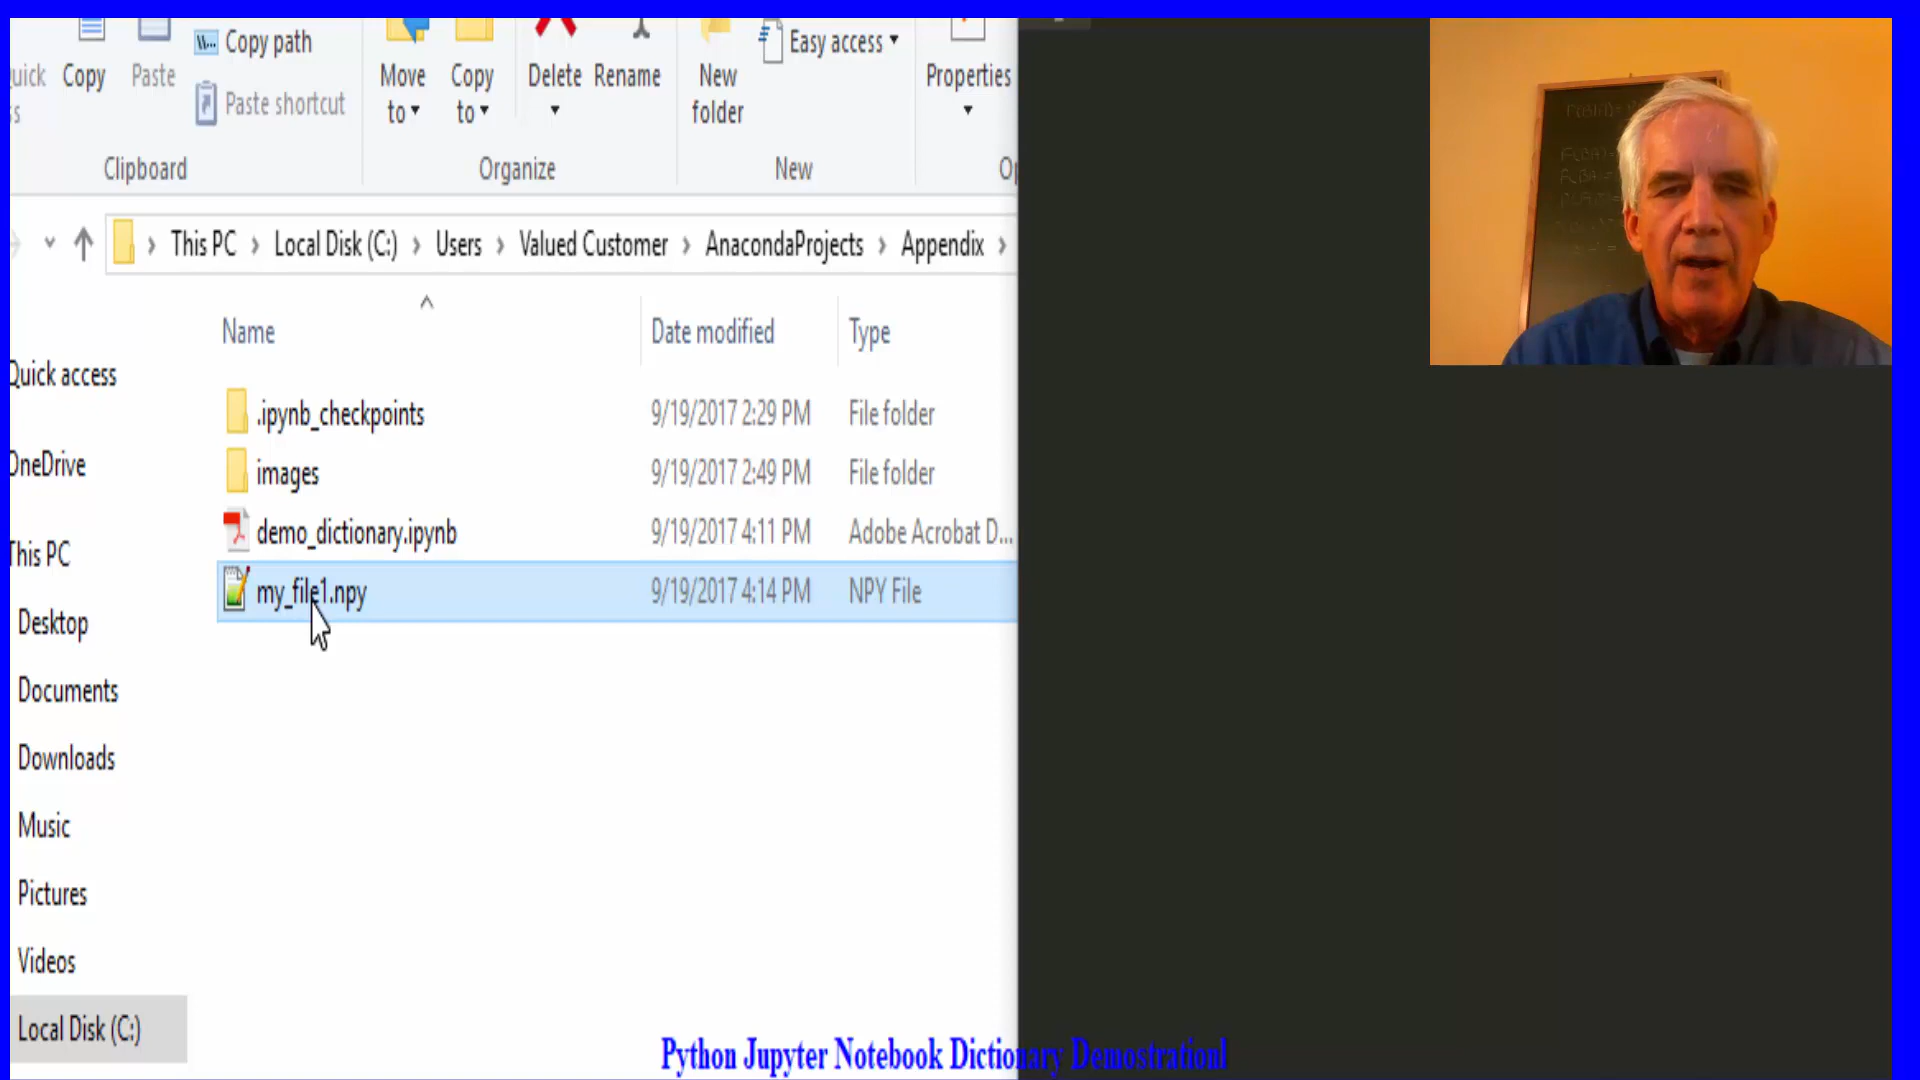 Copy path
Easy access
Copy Paste Move Copy Delete Rename New Properties
Paste shortcut
to to folder
Clipboard Organize New
This PC Local Disk (C:) Users Valued Customer AnacondaProjects Appendix
Name Date modified Type
Quick access
.ipynb_checkpoints 9/19/2017 2:29 PM File folder
OneDrive
images 9/19/2017 2:49 PM File folder
demo_dictionary.ipynb 9/19/2017 4:11 PM Adobe Acrobat D...
This PC
my_file1.npy 9/19/2017 4:14 PM NPY File
Desktop
Documents
Downloads
Music
Pictures
Videos
Local Disk (C:)
Python Jupyter Notebook Dictionary Demostrationl